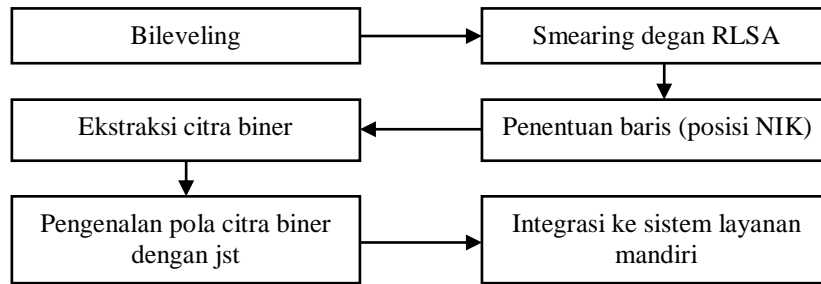 Bileveling
Smearing degan RLSA
Ekstraksi citra biner
Penentuan baris (posisi NIK)
Pengenalan pola citra biner
dengan jst
Integrasi ke sistem layanan
mandiri